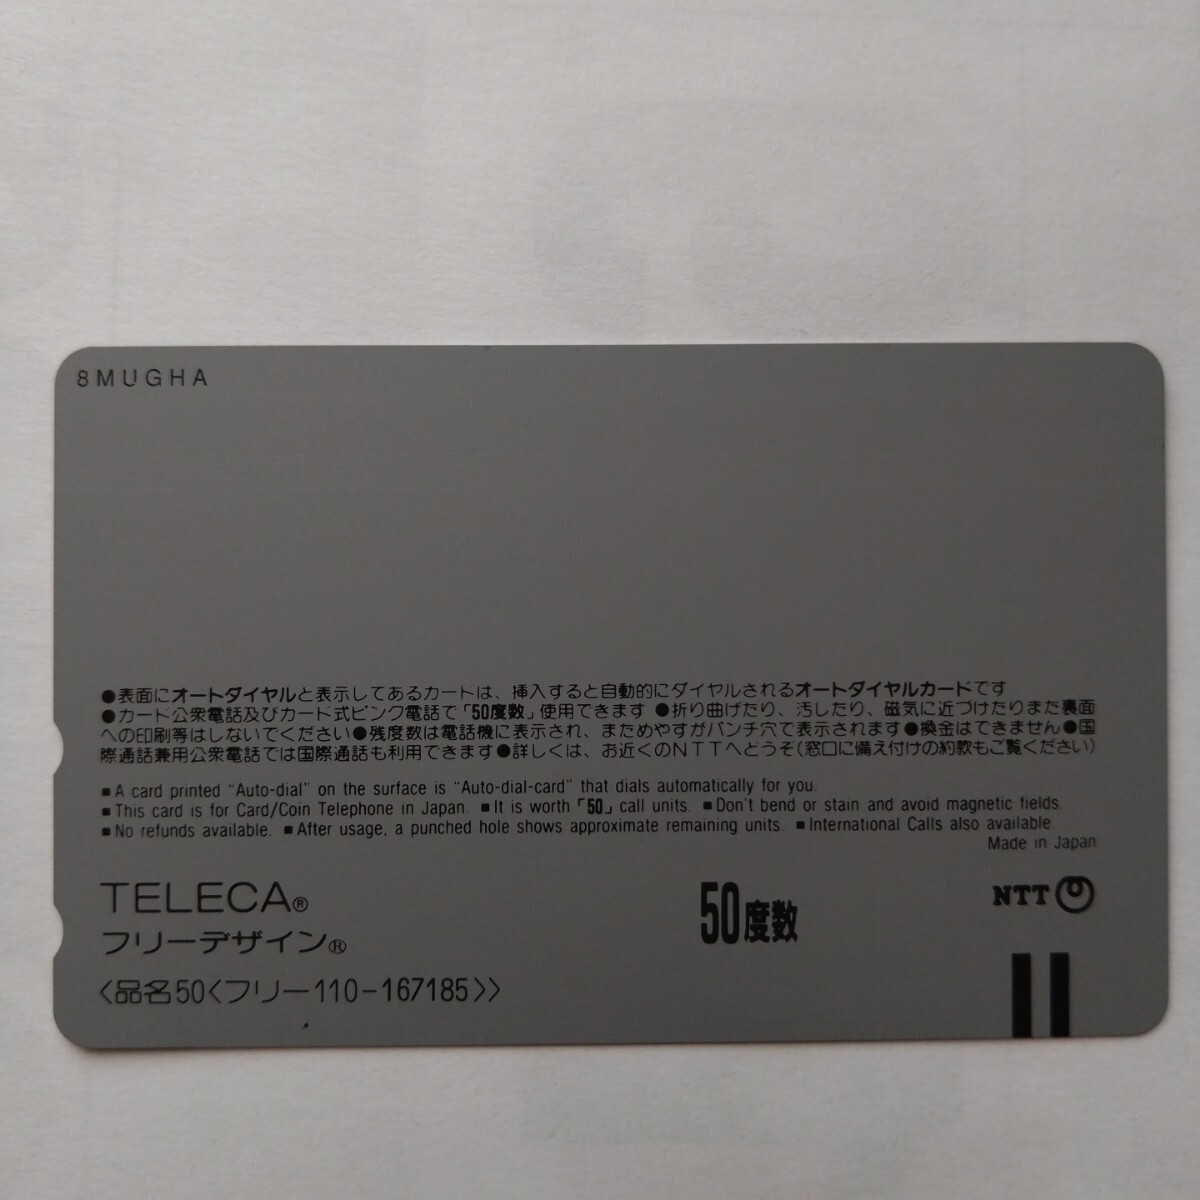 8MUGHA
●表面にオートダイヤルと表示してあるカートは、挿入すると自動的にダイヤルされるオートダイヤルカードです
●カード公衆電話及びカード式ピンク電話で「50度数」使用できます ●折り曲げたり、汚したり、磁気に近づけたりまた裏面
への印刷等はしないでください●残度数は電話機に表示され、まためやすがパンチ穴で表示されます●換金はできません●国
際通話兼用公衆電話では国際通話も利用できます●詳しくは、お近くのNTTへどうぞ(窓口に備え付けの約款もご覧ください)
■A card printed "Auto-dial" on the surface is "Auto-dial-card" that dials automatically for you.
■This card is for Card/Coin Telephone in Japan. ■It is worth「50」call units. ■Don't bend or stain and avoid magnetic fields.
■No refunds available. ■After usage, a punched hole shows approximate remaining units. ■International Calls also available
Made in Japan
TELECA®
フリーデザイン®
50度数
NTT
〈品名50〈フリー110-167185〉〉